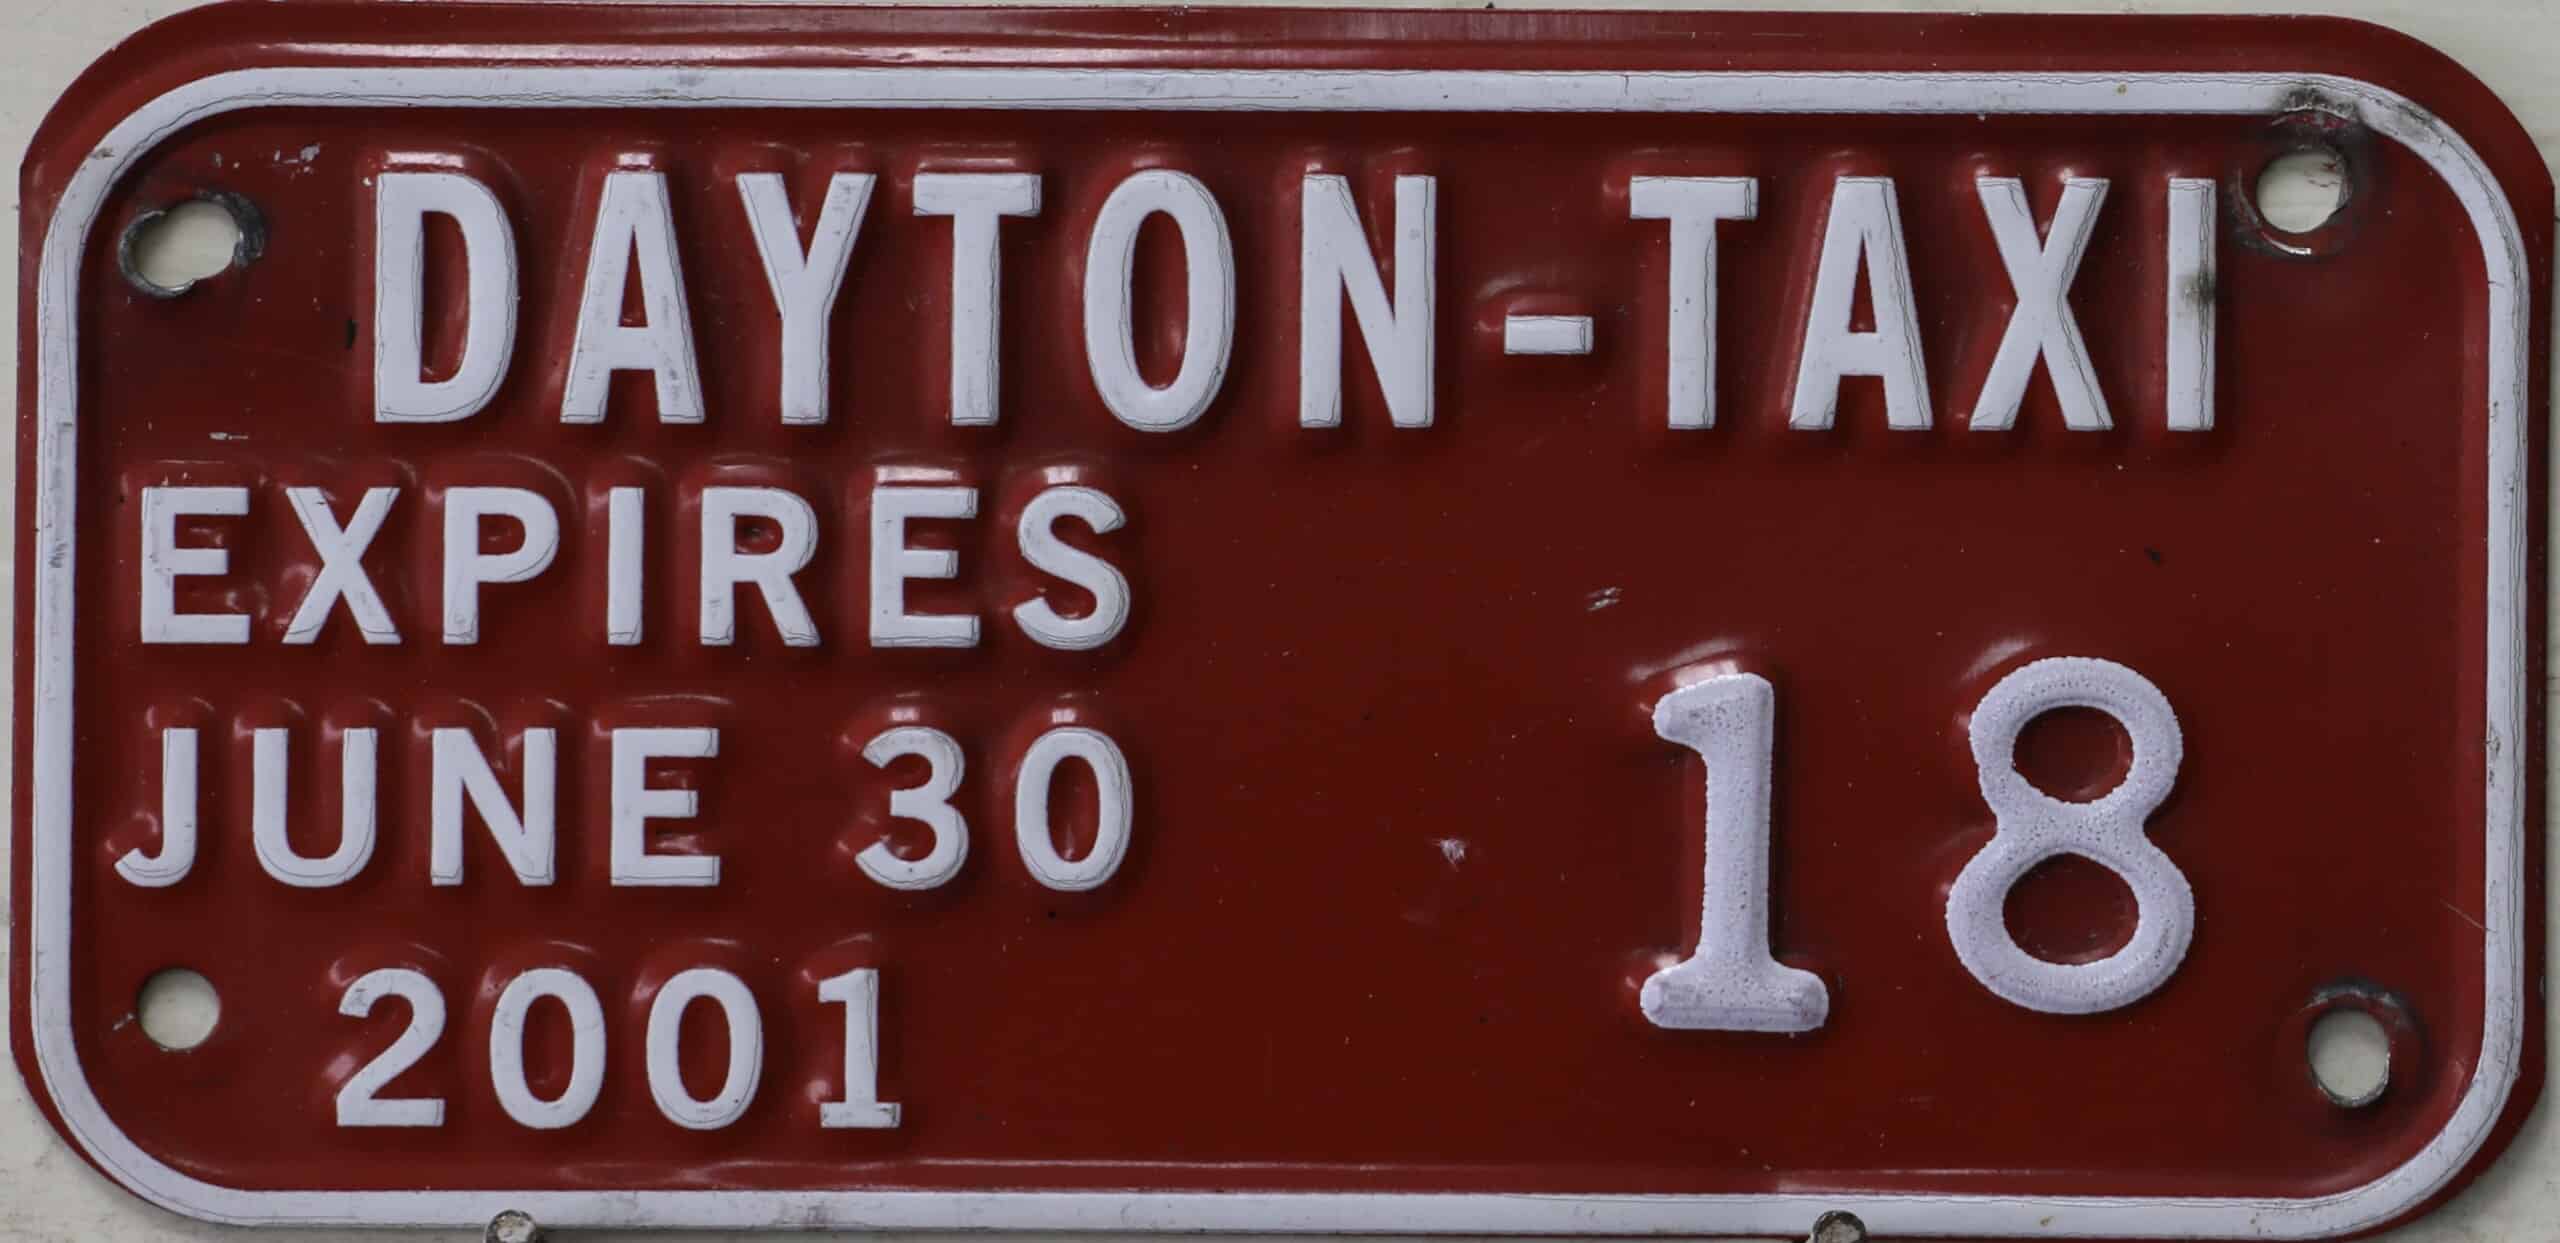 DAYTON-TAXI
EXPIRES
JUNE 30
2001
18